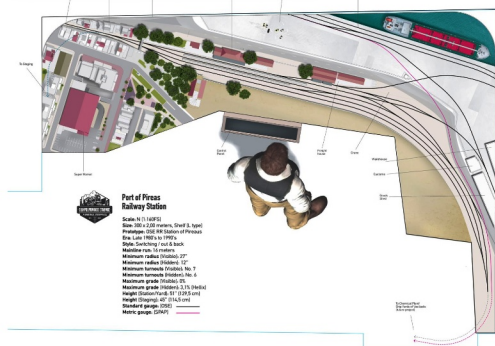 To Staging
Super Market
Control
Panel
Freight
House
Crane
Warehouse
Port of Pireas
Railway Station
Scale: N (1:160FS)
Size: 300 x 2,00 meters, Shelf (L type)
Prototype: OSE RR Station of Pireaus
Era: Late 1980's to 1990's
Style: Switching / out & back
Mainline run: 16 meters
Minimum radius (Visible): 27"
Minimum radius (Hidden): 12"
Minimum turnouts (Visible): No. 7
Minimum turnouts (Hidden): No. 6
Maximum grade (Visible): 0%
Maximum grade (Hidden): 3,1% (Helix)
Height (Station/Yard): 51" (129,5 cm)
Height (Staging): 45" (114,5 cm)
Standard gauge: (OSE)
Metric gauge: (SPAP)